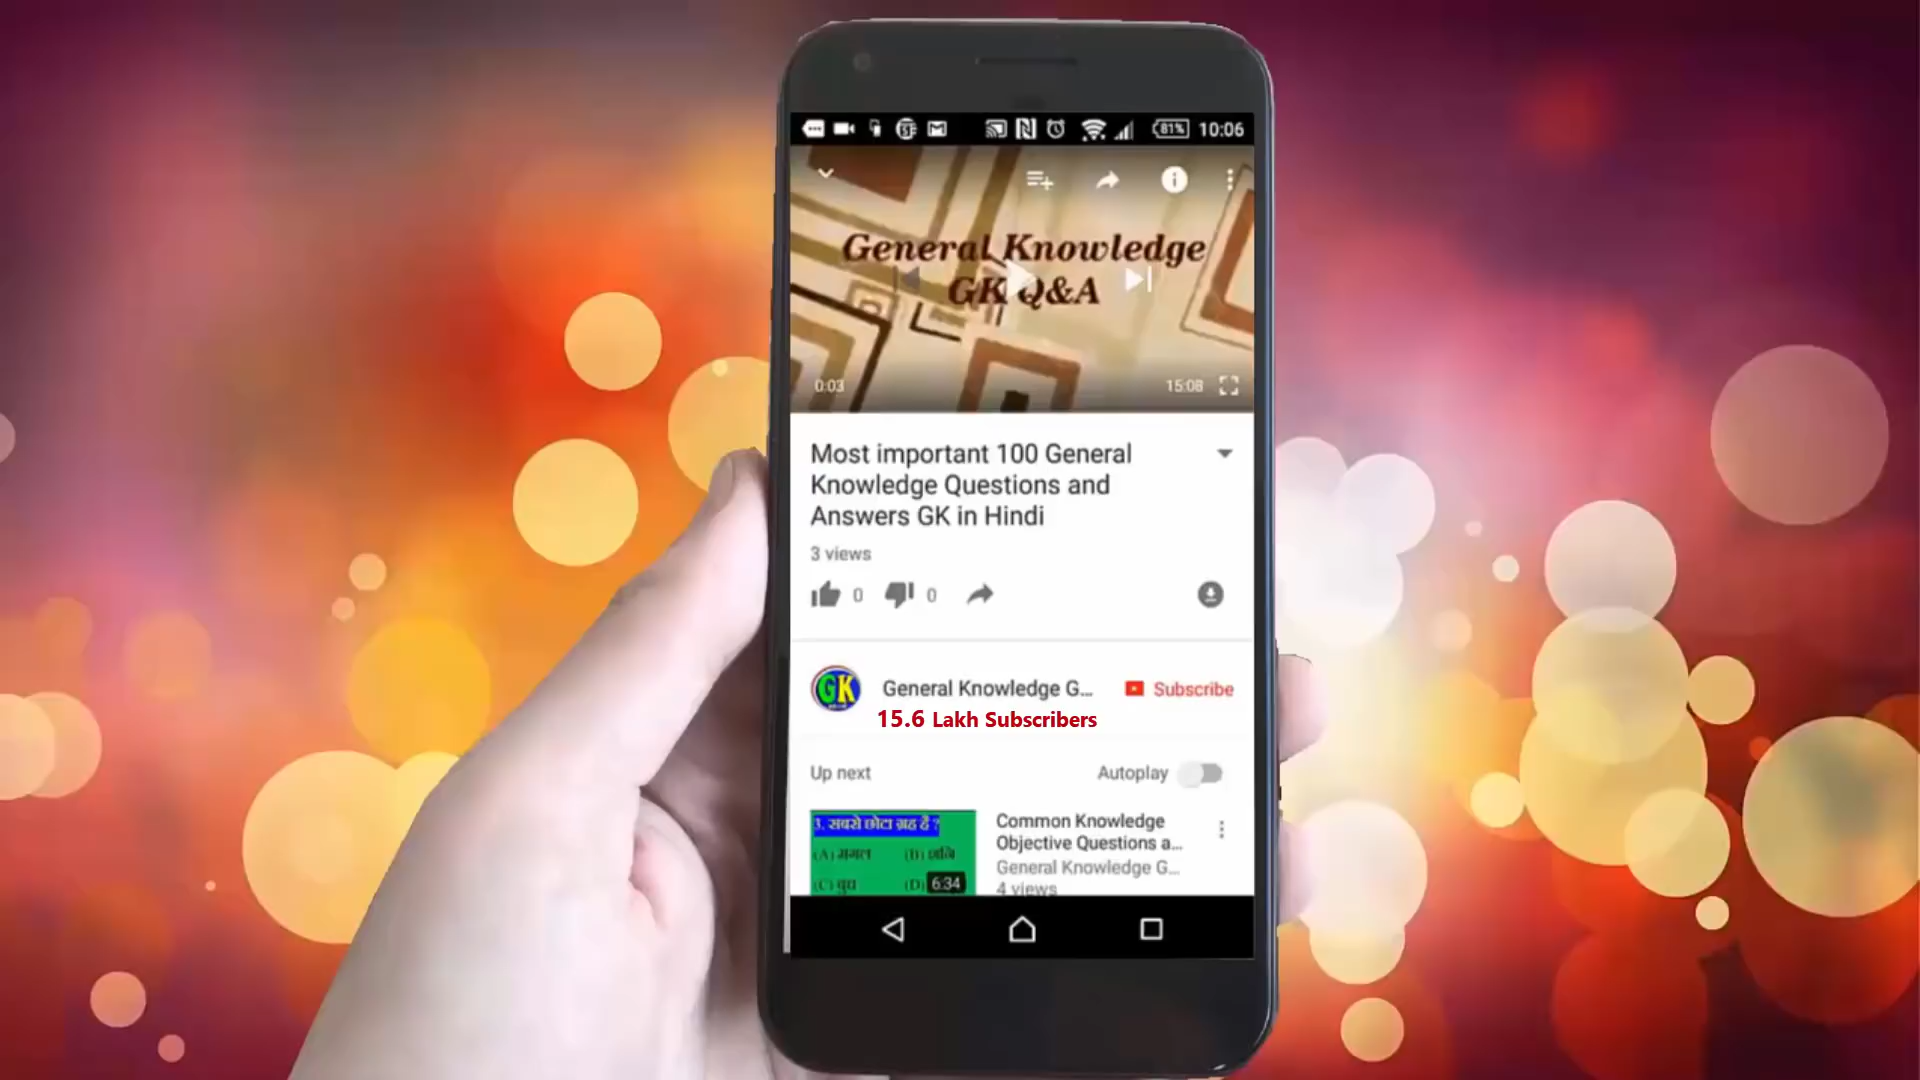 81% 10:06
General Knowledge
GK Q&A
0:03 15:08
Most important 100 General
Knowledge Questions and
Answers GK in Hindi
3 views
0 0
GK
General Knowledge G... Subscribe
15.6 Lakh Subscribers
Up next Autoplay
3. सबसे छोटा ग्रह हैं ?
(A) मंगल (B) शनि
(C) बुध (D) 6:34
Common Knowledge
Objective Questions a...
General Knowledge G...
4 views